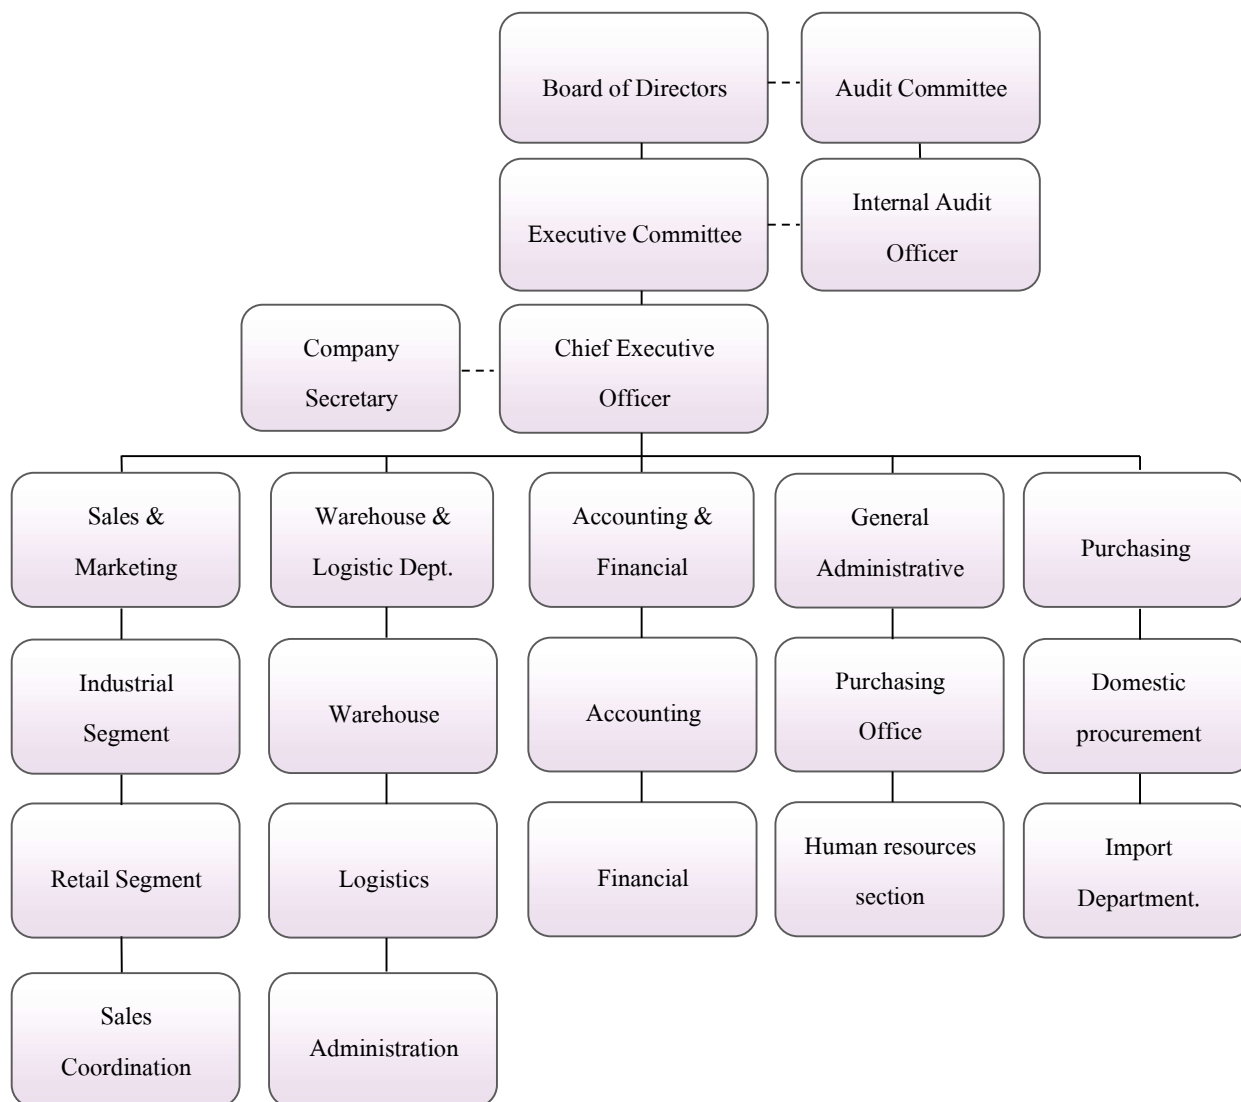 Board of Directors
Audit Committee
Executive Committee
Internal Audit
Officer
Company
Secretary
Chief Executive
Officer
Sales &
Marketing
Warehouse &
Logistic Dept.
Accounting &
Financial
General
Administrative
Purchasing
Industrial
Segment
Warehouse
Accounting
Purchasing
Office
Domestic
procurement
Retail Segment
Logistics
Financial
Human resources
section
Import
Department.
Sales
Coordination
Administration